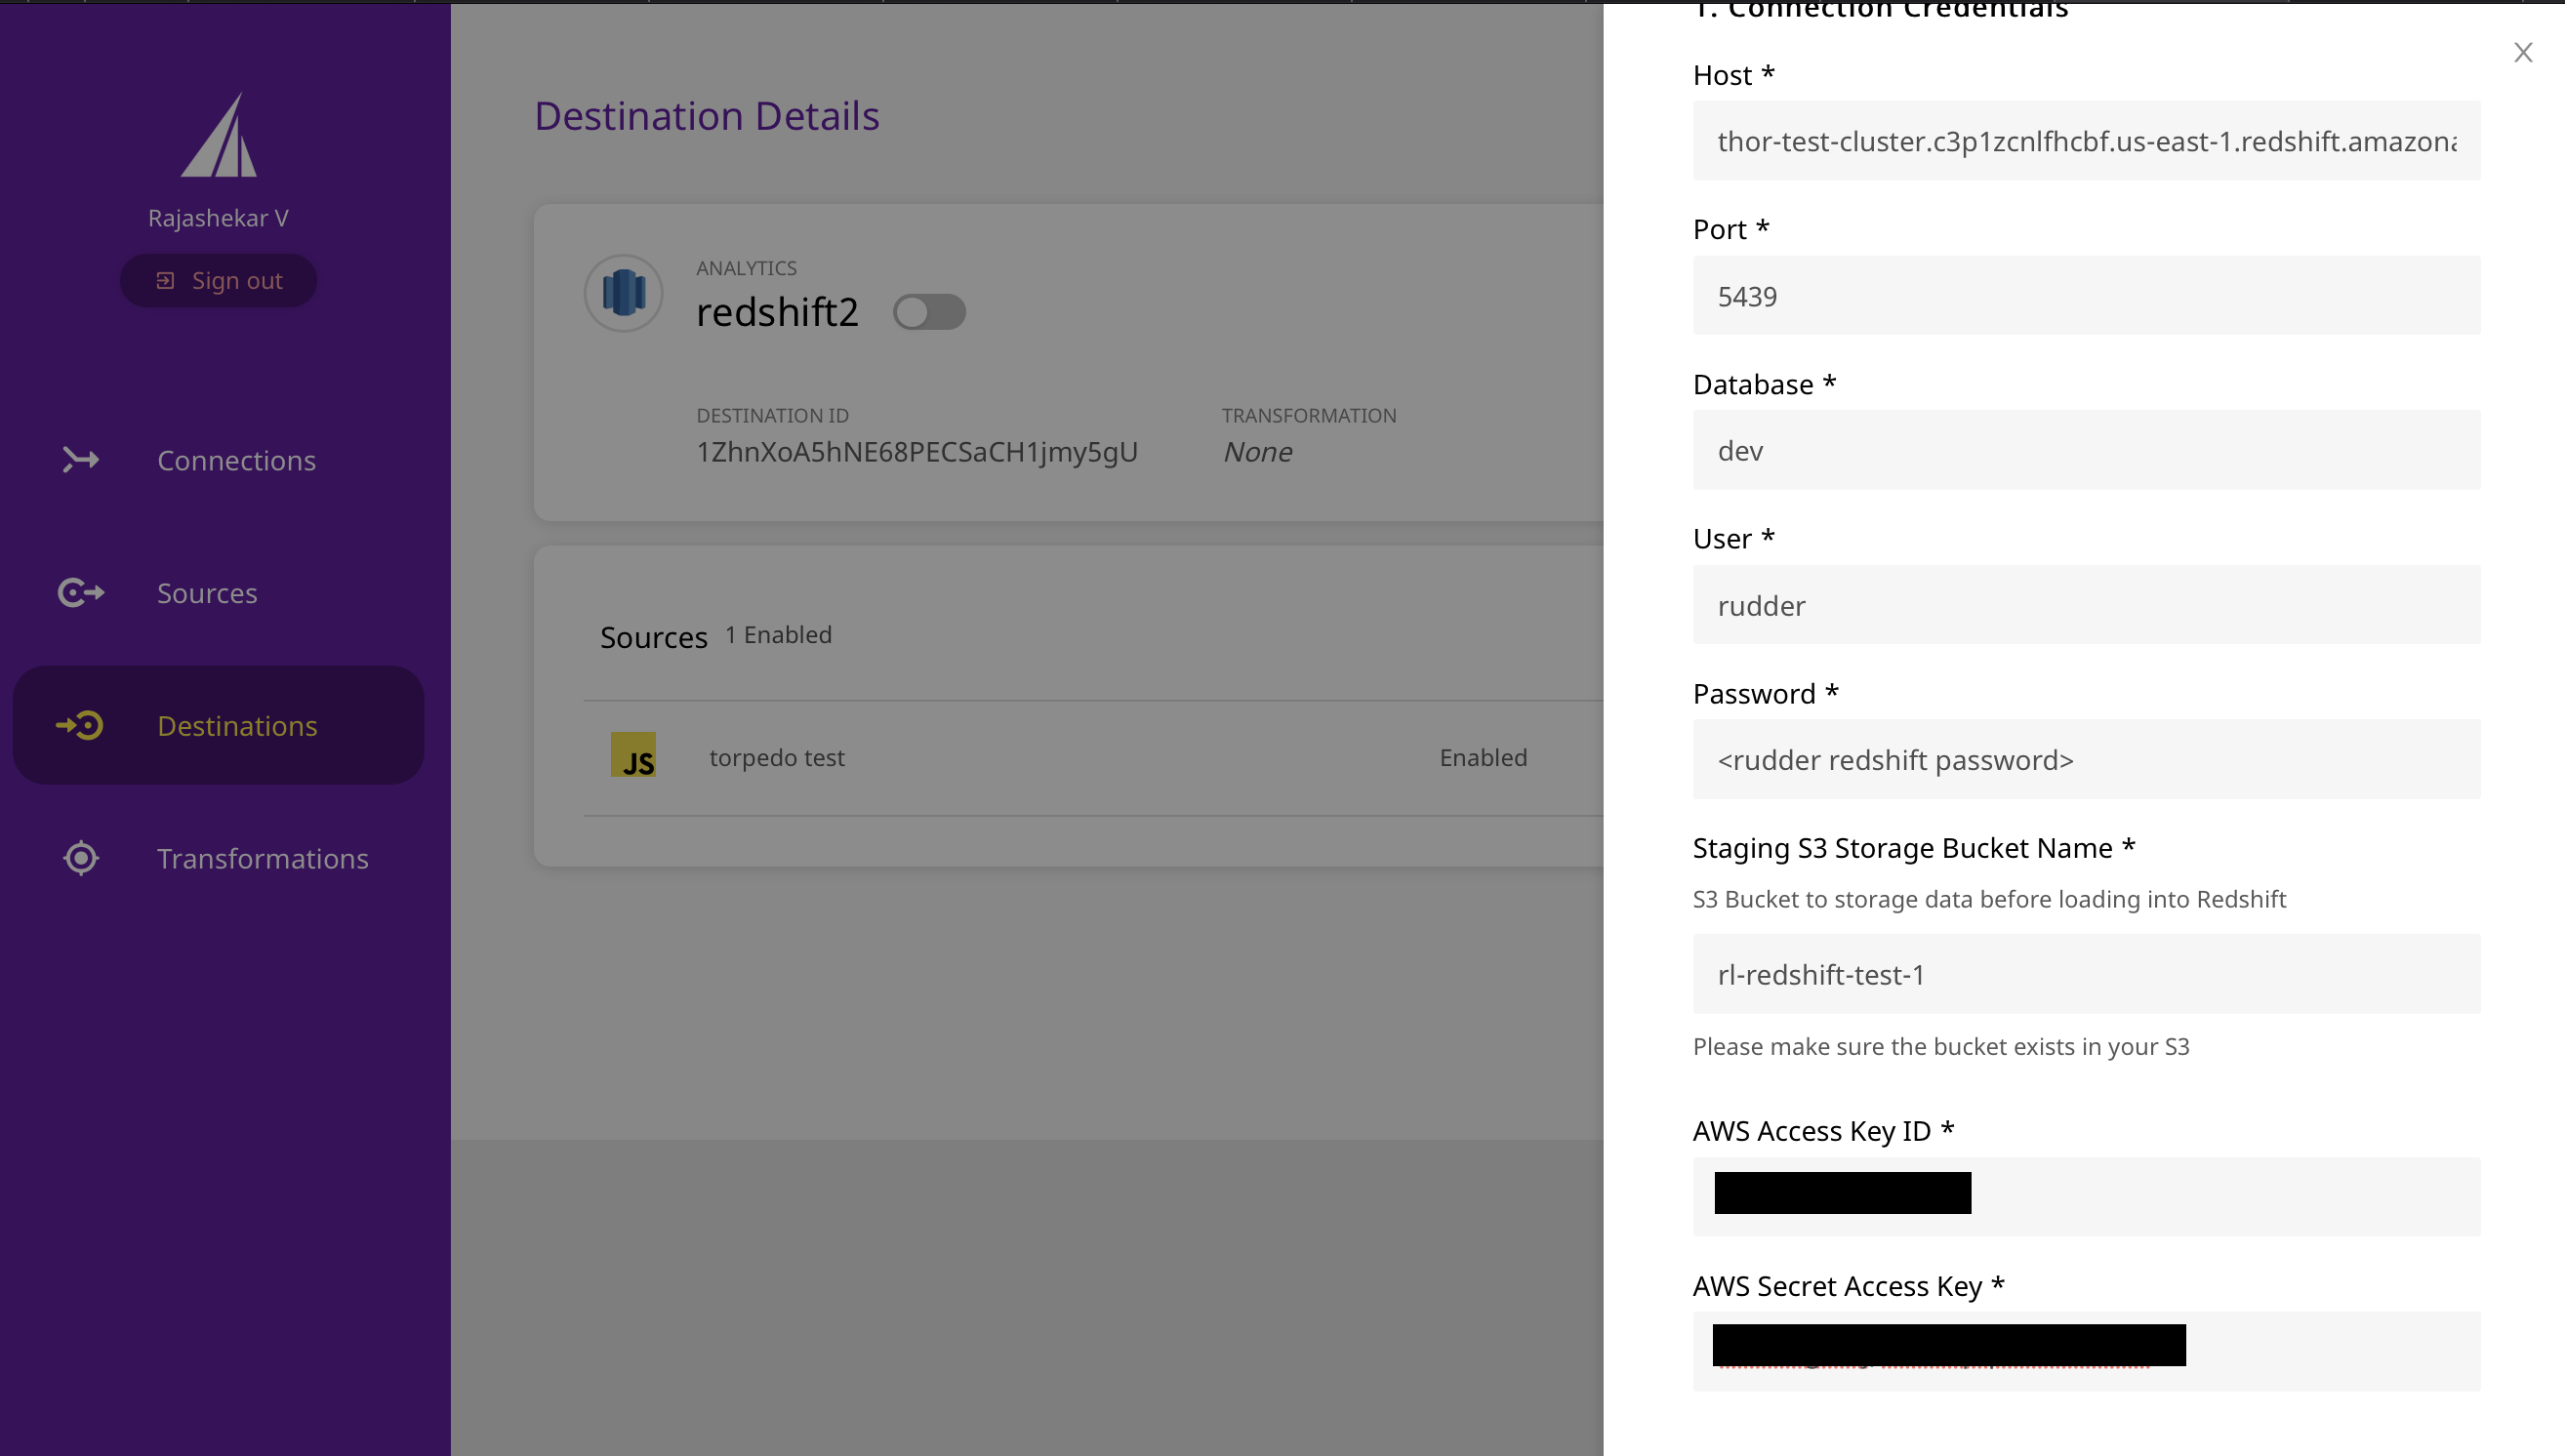 Rajashekar V
Sign out
Connections
Sources
Destinations
Transformations
Destination Details
ANALYTICS
redshift2
DESTINATION ID
1ZhnXoA5hNE68PECSaCH1jmy5gU
TRANSFORMATION
None
Sources 1 Enabled
JS torpedo test Enabled
1. Connection Credentials
X
Host *
thor-test-cluster.c3p1zcnlfhcbf.us-east-1.redshift.amazona
Port *
5439
Database *
dev
User *
rudder
Password *
<rudder redshift password>
Staging S3 Storage Bucket Name *
S3 Bucket to storage data before loading into Redshift
rl-redshift-test-1
Please make sure the bucket exists in your S3
AWS Access Key ID *
AWS Secret Access Key *